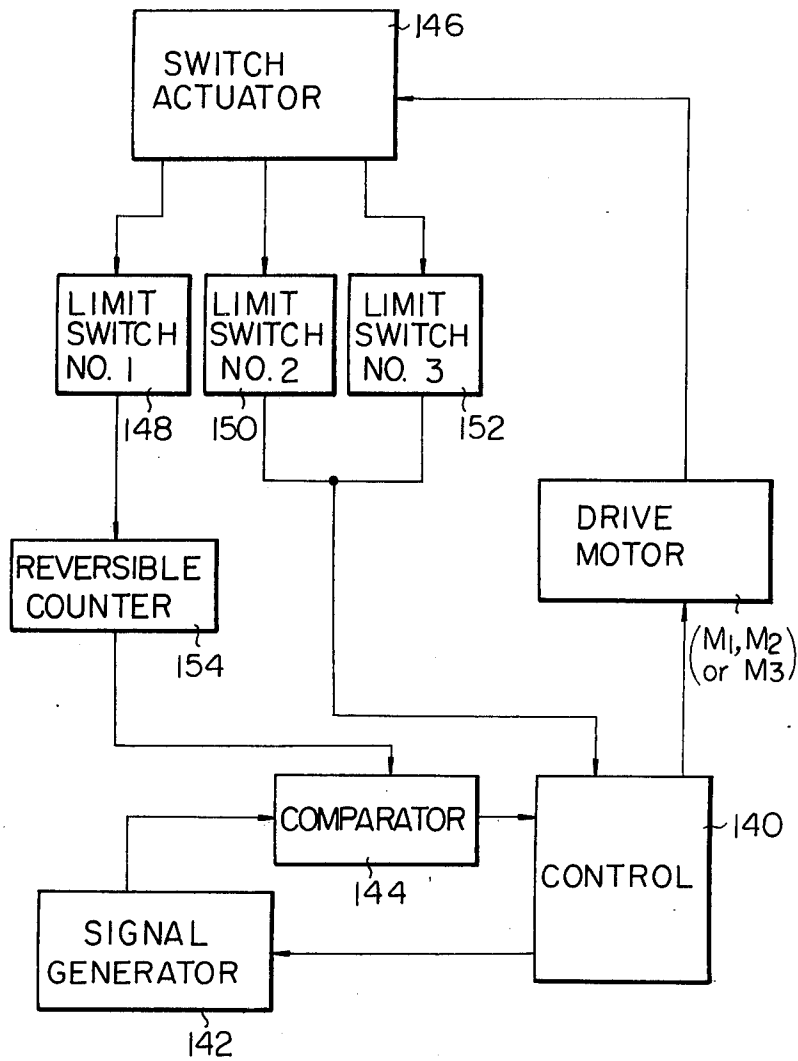 146
SWITCH
ACTUATOR
LIMIT
SWITCH
NO. 1
LIMIT
SWITCH
NO. 2
LIMIT
SWITCH
NO. 3
148
150
152
DRIVE
MOTOR
REVERSIBLE
COUNTER
154
(M1, M2
or M3)
COMPARATOR
144
140
CONTROL
SIGNAL
GENERATOR
142